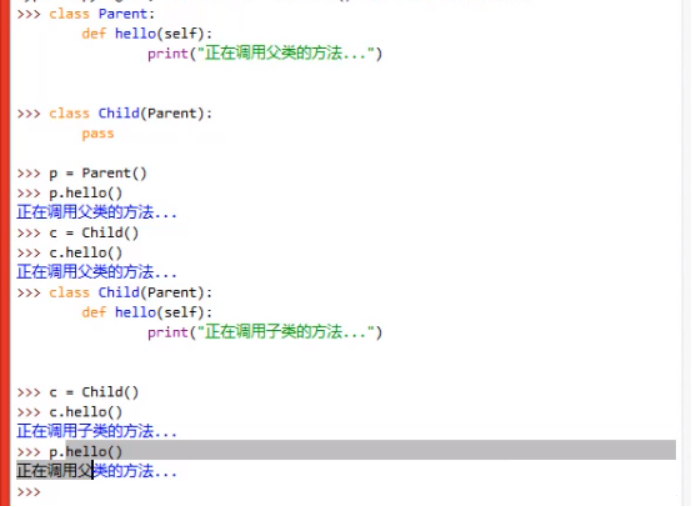 >>> class Parent:
        def hello(self):
                print("正在调用父类的方法...")
>>> class Child(Parent):
        pass
>>> p = Parent()
>>> p.hello()
正在调用父类的方法...
>>> c = Child()
>>> c.hello()
正在调用父类的方法...
>>> class Child(Parent):
        def hello(self):
                print("正在调用子类的方法...")
>>> c = Child()
>>> c.hello()
正在调用子类的方法...
>>> p.hello()
正在调用父类的方法...
>>>